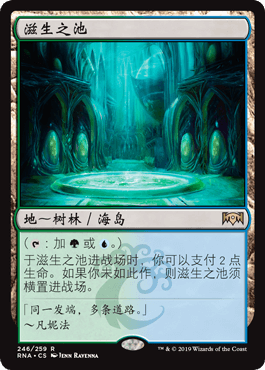 滋生之池
地～树林／海岛
（：加或。）
于滋生之池进战场时，你可以支付2点
生命。如果你未如此作，则滋生之池须
横置进战场。
「同一发端，多条道路。」
～凡妮法
246/259 R
RNA • CS Jenn Ravenna
™ & © 2019 Wizards of the Coast